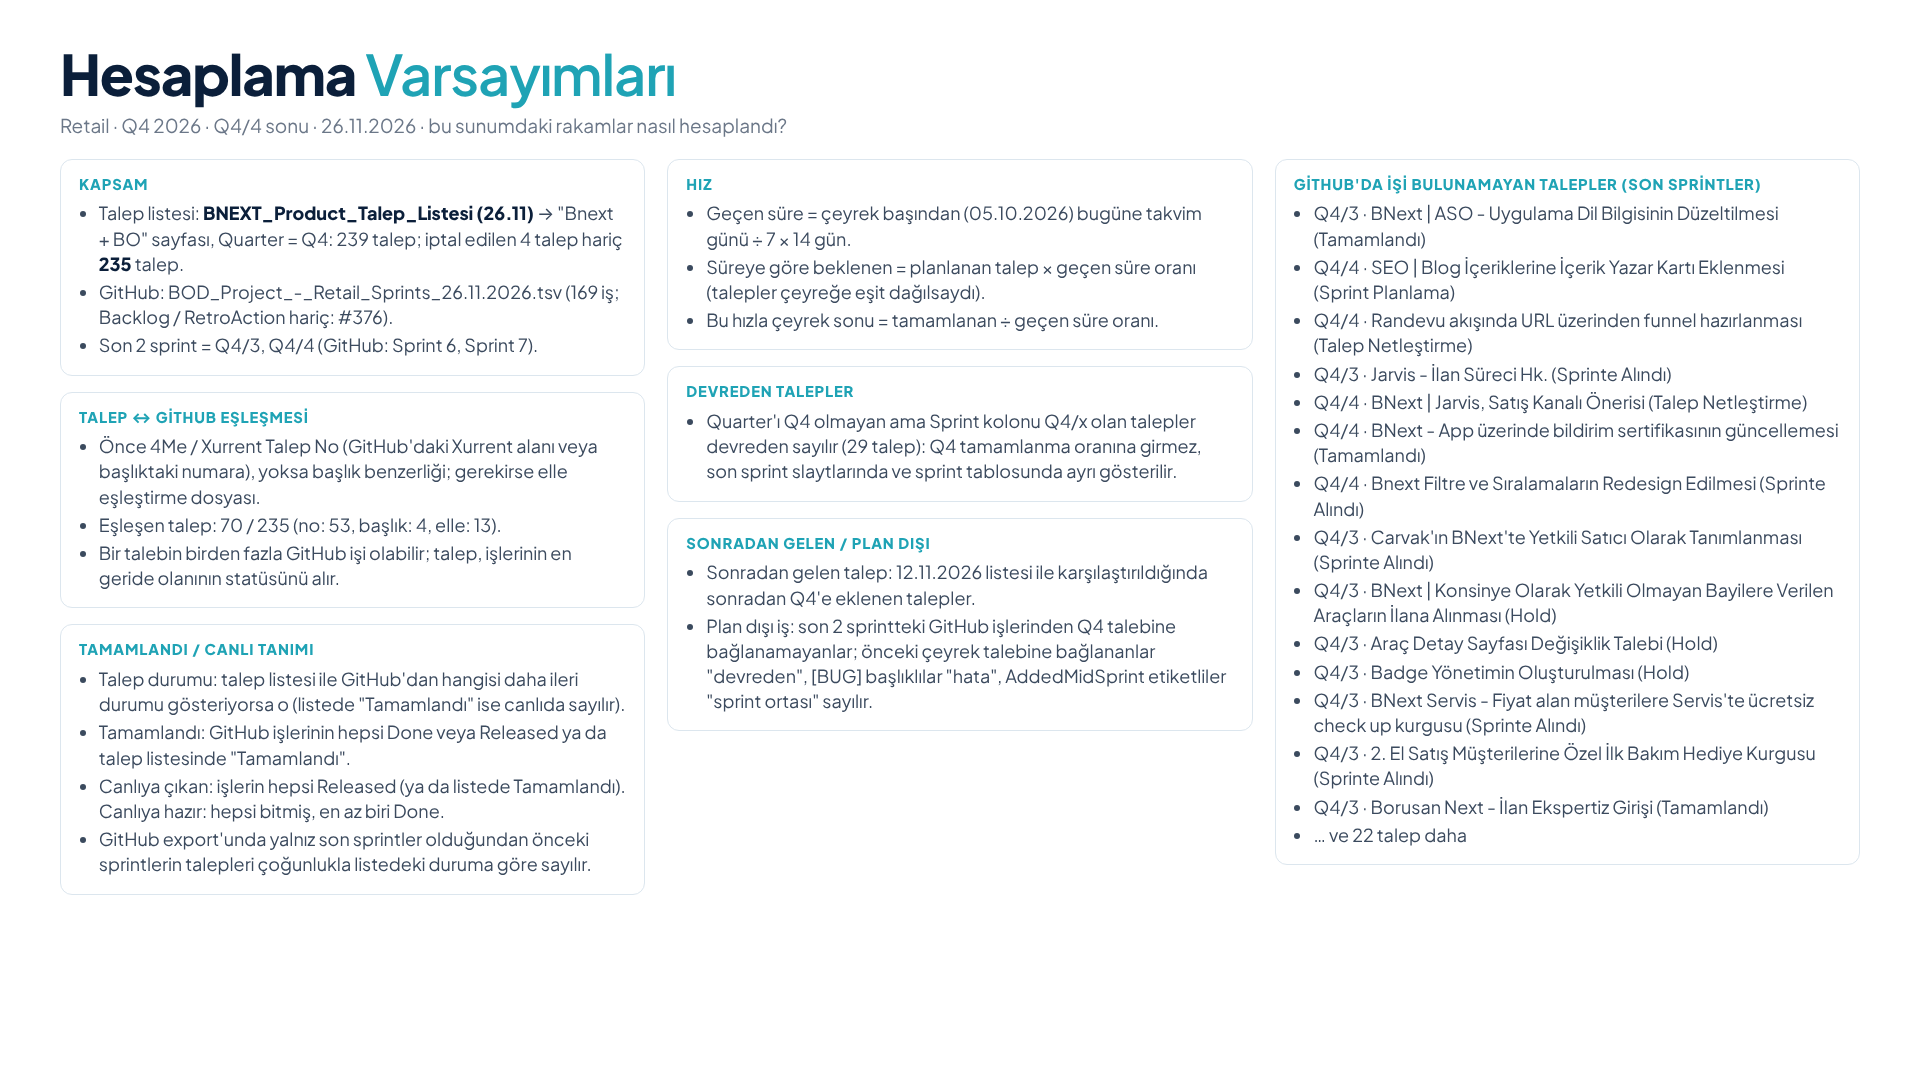 Hesaplama Varsayımları
Retail · Q4 2026 · Q4/4 sonu · 26.11.2026 · bu sunumdaki rakamlar nasıl hesaplandı?
KAPSAM
• Talep listesi: BNEXT_Product_Talep_Listesi (26.11) → "Bnext
+ BO" sayfası, Quarter = Q4: 239 talep; iptal edilen 4 talep hariç
235 talep.
• GitHub: BOD_Project_-_Retail_Sprints_26.11.2026.tsv (169 iş;
Backlog / RetroAction hariç: #376).
• Son 2 sprint = Q4/3, Q4/4 (GitHub: Sprint 6, Sprint 7).
TALEP ↔ GİTHUB EŞLEŞMESİ
• Önce 4Me / Xurrent Talep No (GitHub'daki Xurrent alanı veya
başlıktaki numara), yoksa başlık benzerliği; gerekirse elle
eşleştirme dosyası.
• Eşleşen talep: 70 / 235 (no: 53, başlık: 4, elle: 13).
• Bir talebin birden fazla GitHub işi olabilir; talep, işlerinin en
geride olanının statüsünü alır.
TAMAMLANDI / CANLI TANIMI
• Talep durumu: talep listesi ile GitHub'dan hangisi daha ileri
durumu gösteriyorsa o (listede "Tamamlandı" ise canlıda sayılır).
• Tamamlandı: GitHub işlerinin hepsi Done veya Released ya da
talep listesinde "Tamamlandı".
• Canlıya çıkan: işlerin hepsi Released (ya da listede Tamamlandı).
Canlıya hazır: hepsi bitmiş, en az biri Done.
• GitHub export'unda yalnız son sprintler olduğundan önceki
sprintlerin talepleri çoğunlukla listedeki duruma göre sayılır.
HIZ
• Geçen süre = çeyrek başından (05.10.2026) bugüne takvim
günü ÷ 7 × 14 gün.
• Süreye göre beklenen = planlanan talep × geçen süre oranı
(talepler çeyreğe eşit dağılsaydı).
• Bu hızla çeyrek sonu = tamamlanan ÷ geçen süre oranı.
DEVREDEN TALEPLER
• Quarter'ı Q4 olmayan ama Sprint kolonu Q4/x olan talepler
devreden sayılır (29 talep): Q4 tamamlanma oranına girmez,
son sprint slaytlarında ve sprint tablosunda ayrı gösterilir.
SONRADAN GELEN / PLAN DIŞI
• Sonradan gelen talep: 12.11.2026 listesi ile karşılaştırıldığında
sonradan Q4'e eklenen talepler.
• Plan dışı iş: son 2 sprintteki GitHub işlerinden Q4 talebine
bağlanamayanlar; önceki çeyrek talebine bağlananlar
"devreden", [BUG] başlıklılar "hata", AddedMidSprint etiketliler
"sprint ortası" sayılır.
GİTHUB'DA İŞİ BULUNAMAYAN TALEPLER (SON SPRİNTLER)
• Q4/3 · BNext | ASO - Uygulama Dil Bilgisinin Düzeltilmesi
(Tamamlandı)
• Q4/4 · SEO | Blog İçeriklerine İçerik Yazar Kartı Eklenmesi
(Sprint Planlama)
• Q4/4 · Randevu akışında URL üzerinden funnel hazırlanması
(Talep Netleştirme)
• Q4/3 · Jarvis - İlan Süreci Hk. (Sprinte Alındı)
• Q4/4 · BNext | Jarvis, Satış Kanalı Önerisi (Talep Netleştirme)
• Q4/4 · BNext - App üzerinde bildirim sertifikasının güncellemesi
(Tamamlandı)
• Q4/4 · Bnext Filtre ve Sıralamaların Redesign Edilmesi (Sprinte
Alındı)
• Q4/3 · Carvak'ın BNext'te Yetkili Satıcı Olarak Tanımlanması
(Sprinte Alındı)
• Q4/3 · BNext | Konsinye Olarak Yetkili Olmayan Bayilere Verilen
Araçların İlana Alınması (Hold)
• Q4/3 · Araç Detay Sayfası Değişiklik Talebi (Hold)
• Q4/3 · Badge Yönetimin Oluşturulması (Hold)
• Q4/3 · BNext Servis - Fiyat alan müşterilere Servis'te ücretsiz
check up kurgusu (Sprinte Alındı)
• Q4/3 · 2. El Satış Müşterilerine Özel İlk Bakım Hediye Kurgusu
(Sprinte Alındı)
• Q4/3 · Borusan Next - İlan Ekspertiz Girişi (Tamamlandı)
• … ve 22 talep daha